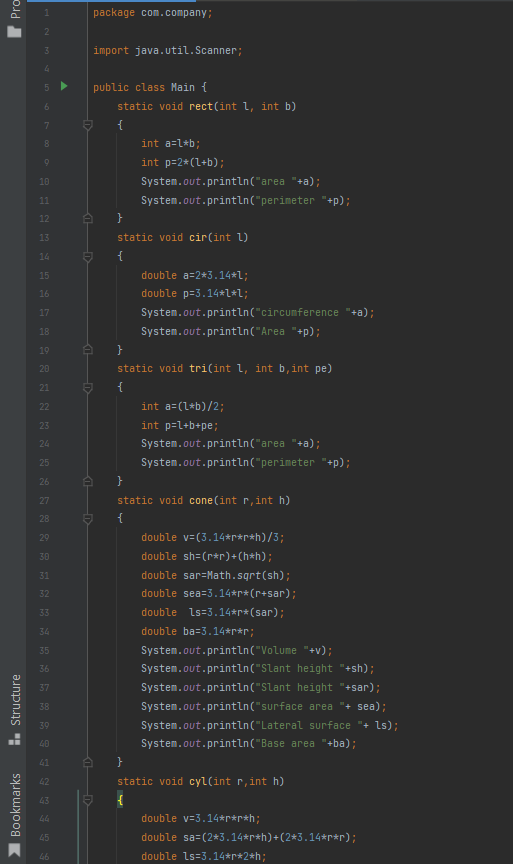 Pro
1 package com.company;
2
3 import java.util.Scanner;
4
5 public class Main {
6 static void rect(int l, int b)
7 {
8 int a=l*b;
9 int p=2*(l+b);
10 System.out.println("area "+a);
11 System.out.println("perimeter "+p);
12 }
13 static void cir(int l)
14 {
15 double a=2*3.14*l;
16 double p=3.14*l*l;
17 System.out.println("circumference "+a);
18 System.out.println("Area "+p);
19 }
20 static void tri(int l, int b,int pe)
21 {
22 int a=(l*b)/2;
23 int p=l+b+pe;
24 System.out.println("area "+a);
25 System.out.println("perimeter "+p);
26 }
27 static void cone(int r,int h)
28 {
29 double v=(3.14*r*r*h)/3;
30 double sh=(r*r)+(h*h);
31 double sar=Math.sqrt(sh);
32 double sea=3.14*r*(r+sar);
33 double  ls=3.14*r*(sar);
34 double ba=3.14*r*r;
35 System.out.println("Volume "+v);
36 System.out.println("Slant height "+sh);
37 System.out.println("Slant height "+sar);
38 System.out.println("surface area "+ sea);
39 System.out.println("Lateral surface "+ ls);
40 System.out.println("Base area "+ba);
41 }
42 static void cyl(int r,int h)
43 {
44 double v=3.14*r*r*h;
45 double sa=(2*3.14*r*h)+(2*3.14*r*r);
46 double ls=3.14*r*2*h;
Structure
Bookmarks